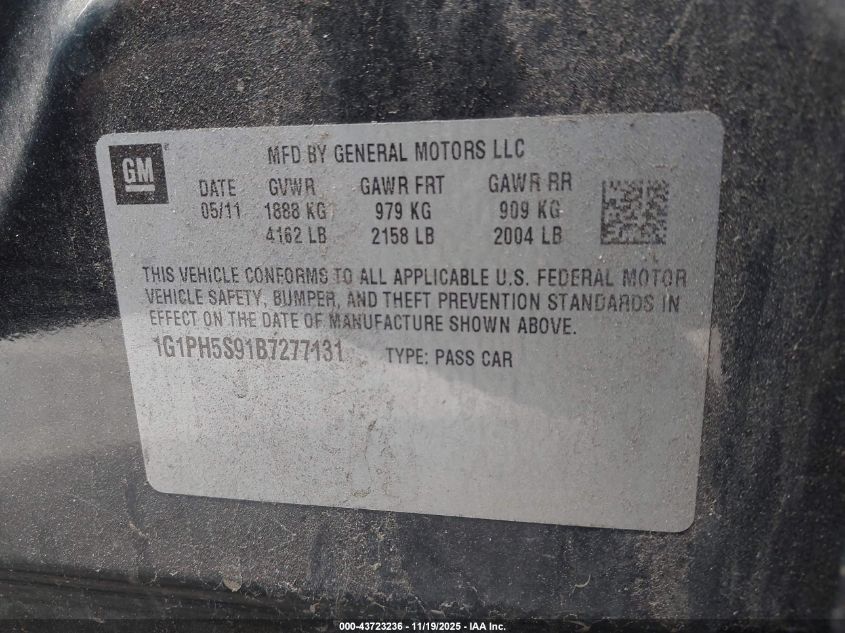 GM®
MFD BY GENERAL MOTORS LLC
DATE GVWR GAWR FRT GAWR RR
05/11 1888 KG 979 KG 909 KG
4162 LB 2158 LB 2004 LB
THIS VEHICLE CONFORMS TO ALL APPLICABLE U.S. FEDERAL MOTOR
VEHICLE SAFETY, BUMPER, AND THEFT PREVENTION STANDARDS IN
EFFECT ON THE DATE OF MANUFACTURE SHOWN ABOVE.
1G1PH5S91B7277131 TYPE: PASS CAR
000-43723236 - 11/19/2025 - IAA Inc.